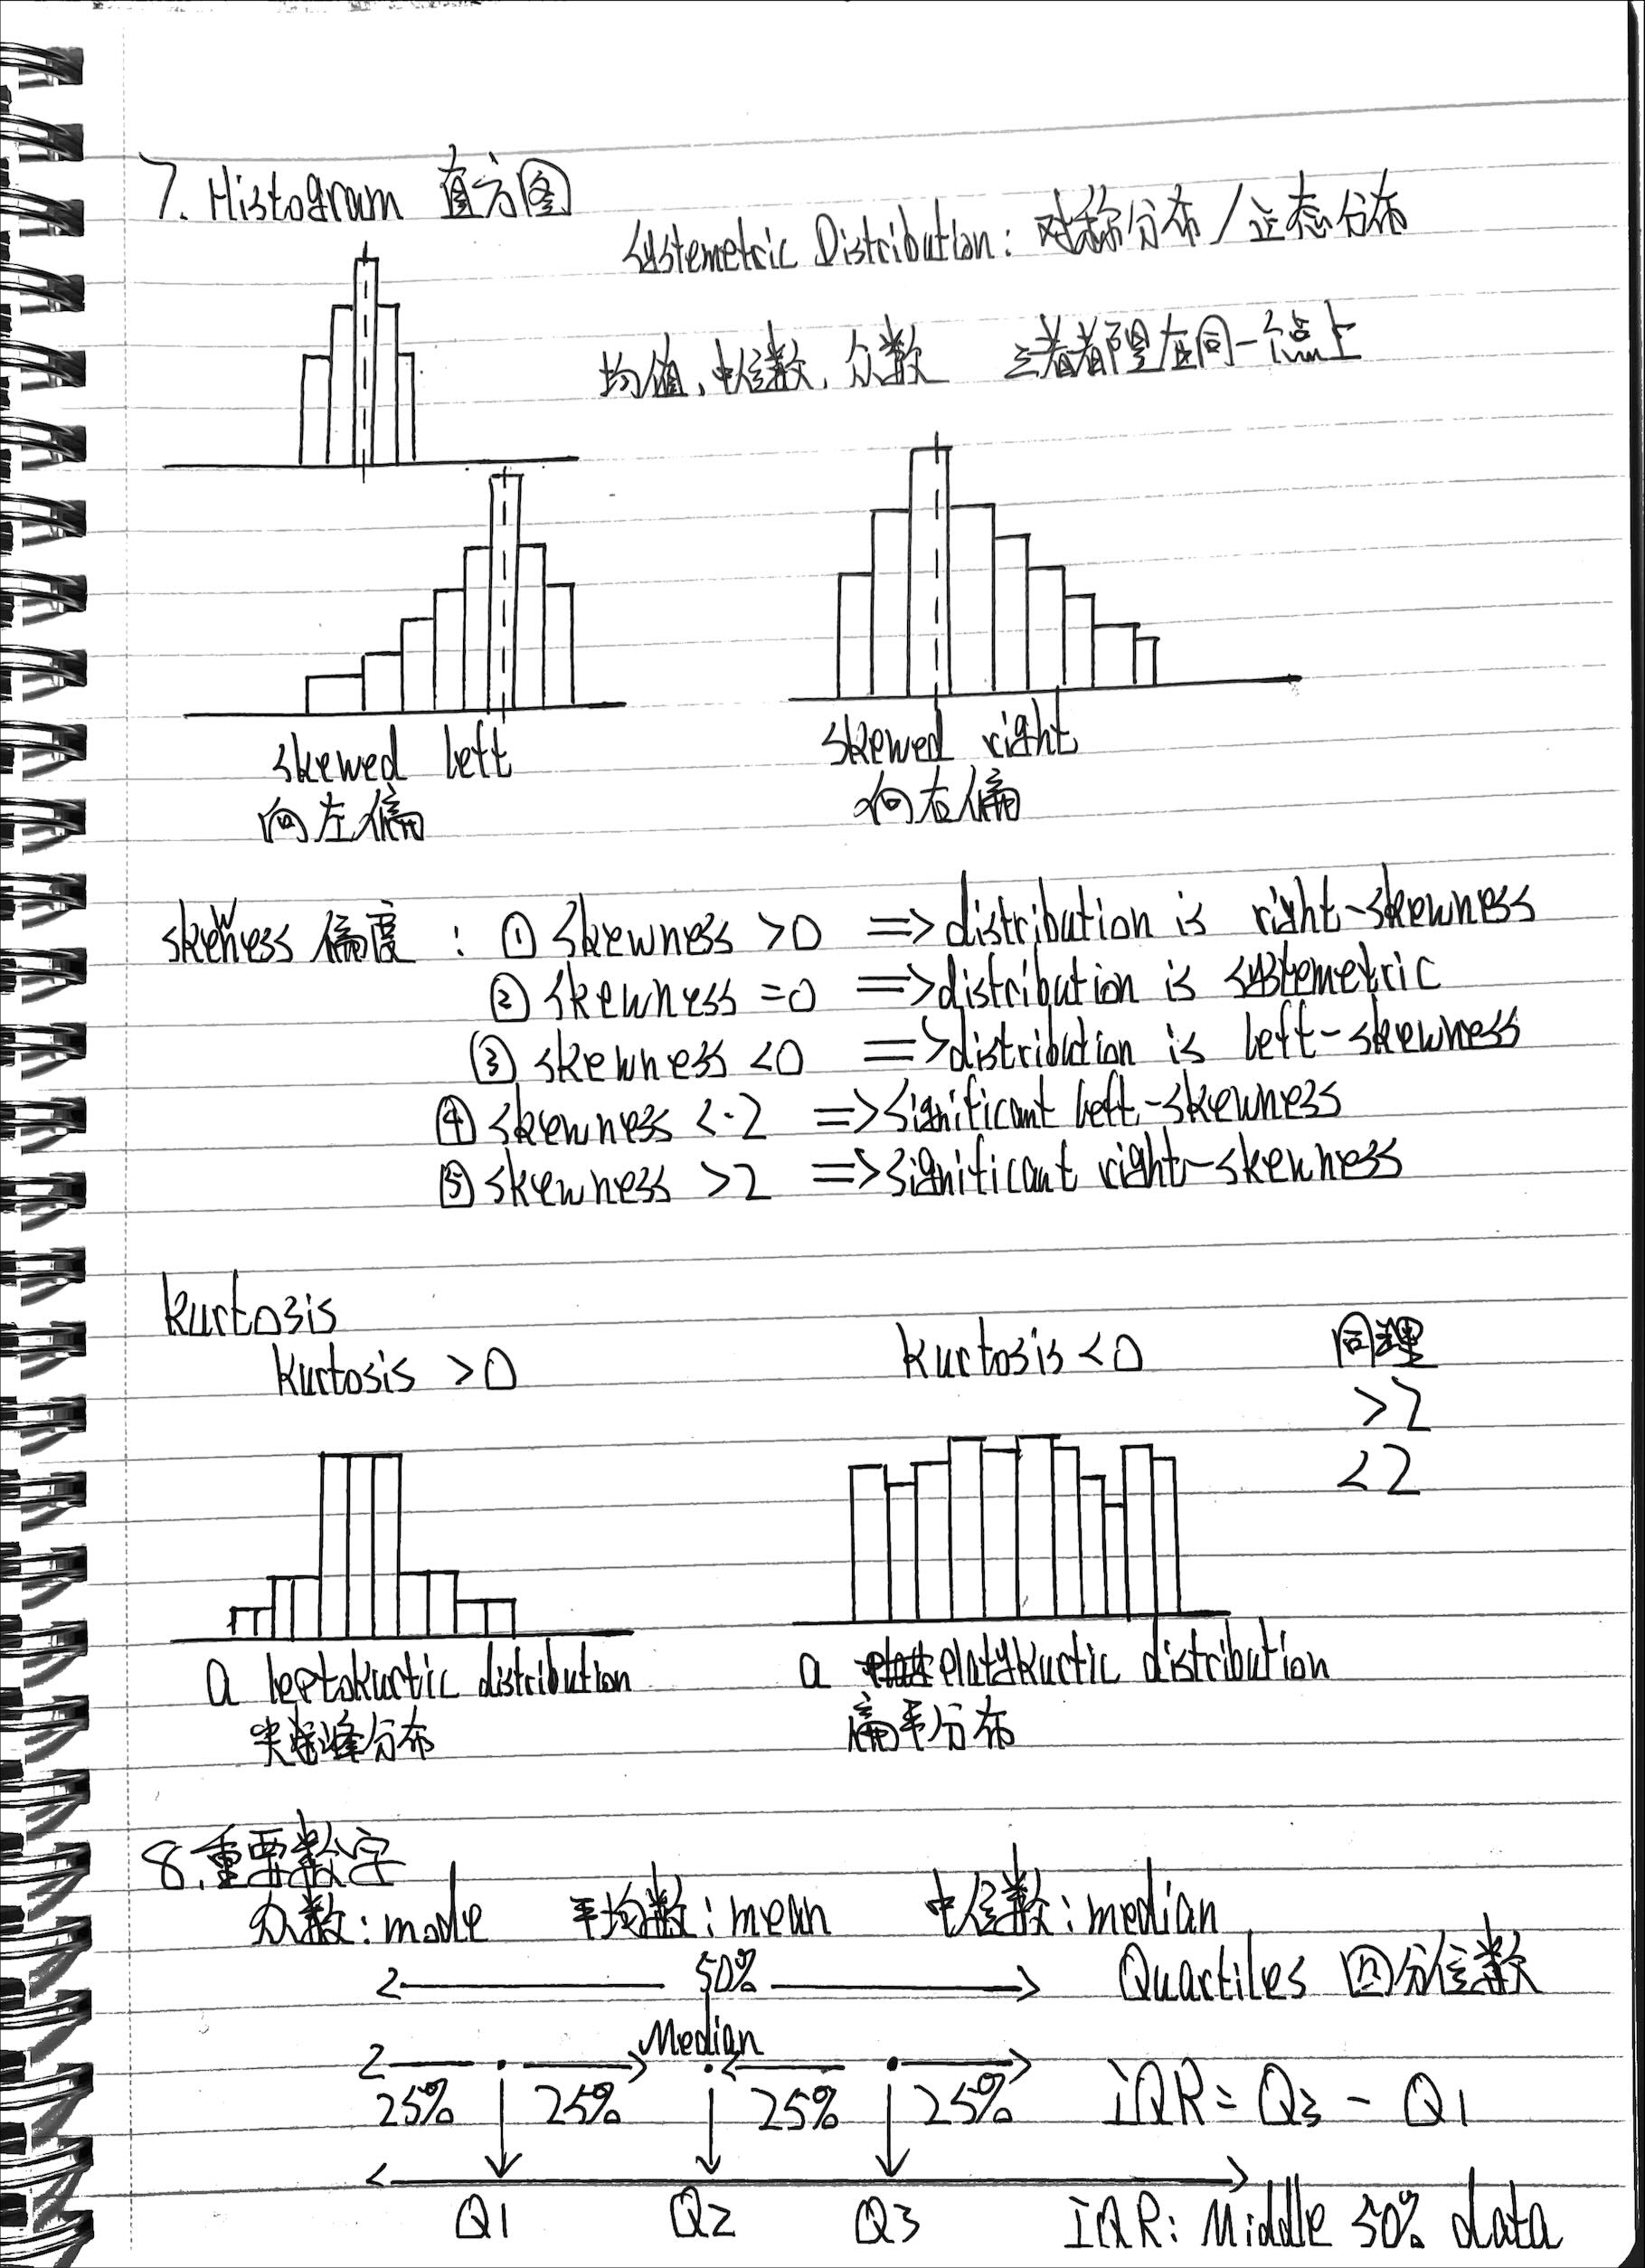 7. Histogram 直方图
Systemetric Distribution: 对称分布/正态分布
均值、中位数、众数 三者都要在同一个点上
skewed left
向左偏
skewed right
向右偏
skewness 偏度: ① skewness >0 => distribution is right-skewness
② skewness =0 => distribution is systemetric
③ skewness <0 => distribution is left-skewness
④ skewness <-2 => significant left-skewness
⑤ skewness >2 => significant right-skewness
kurtosis
kurtosis >0
kurtosis <0
同理
>2
<2
a leptokurtic distribution
尖峰分布
a platykurtic distribution
扁平分布
8.重要数字
众数: mode 平均数: mean 中位数: median
50%
Quartiles 四分位数
Median
25% 25% 25% 25%
iQR = Q3 - Q1
Q1 Q2 Q3
iQR: Middle 50% data